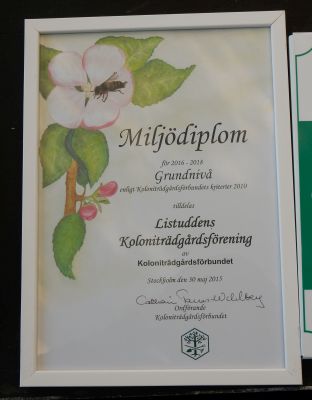 Miljödiplom
för 2016 - 2018
Grundnivå
enligt Koloniträdgårdsförbundets kriterier 2010
tilldelas
Listuddens
Koloniträdgårdsförening
av
Koloniträdgårdsförbundet
Stockholm den 30 maj 2015
Ordförande
Koloniträdgårdsförbundet